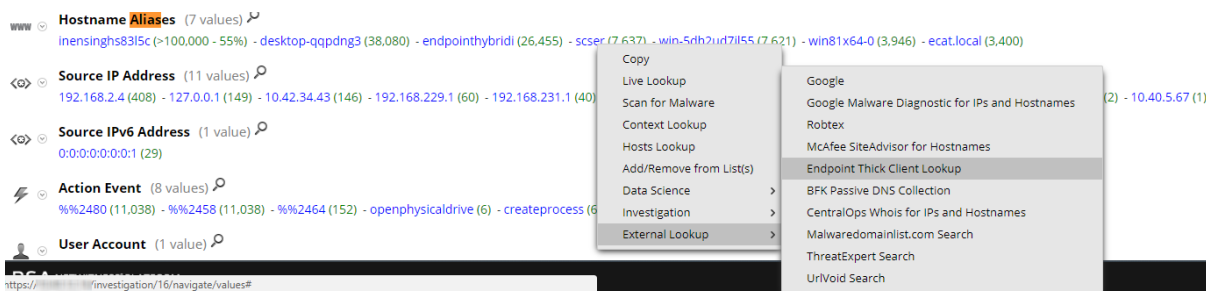 www Hostname Aliases (7 values)
inensinghs83l5c (>100,000 - 55%) - desktop-qqpdng3 (38,080) - endpointhybridi (26,455) - scser (7,637) - win-5dh2ud7il55 (7,621) - win81x64-0 (3,946) - ecat.local (3,400)
Source IP Address (11 values)
192.168.2.4 (408) - 127.0.0.1 (149) - 10.42.34.43 (146) - 192.168.229.1 (60) - 192.168.231.1 (40) (2) - 10.40.5.67 (1)
Source IPv6 Address (1 value)
0:0:0:0:0:0:0:1 (29)
Action Event (8 values)
%%2480 (11,038) - %%2458 (11,038) - %%2464 (152) - openphysicaldrive (6) - createprocess (6
User Account (1 value)
https:// /investigation/16/navigate/values#
Copy
Live Lookup
Scan for Malware
Context Lookup
Hosts Lookup
Add/Remove from List(s)
Data Science >
Investigation >
External Lookup >
Google
Google Malware Diagnostic for IPs and Hostnames
Robtex
McAfee SiteAdvisor for Hostnames
Endpoint Thick Client Lookup
BFK Passive DNS Collection
CentralOps Whois for IPs and Hostnames
Malwaredomainlist.com Search
ThreatExpert Search
UrlVoid Search